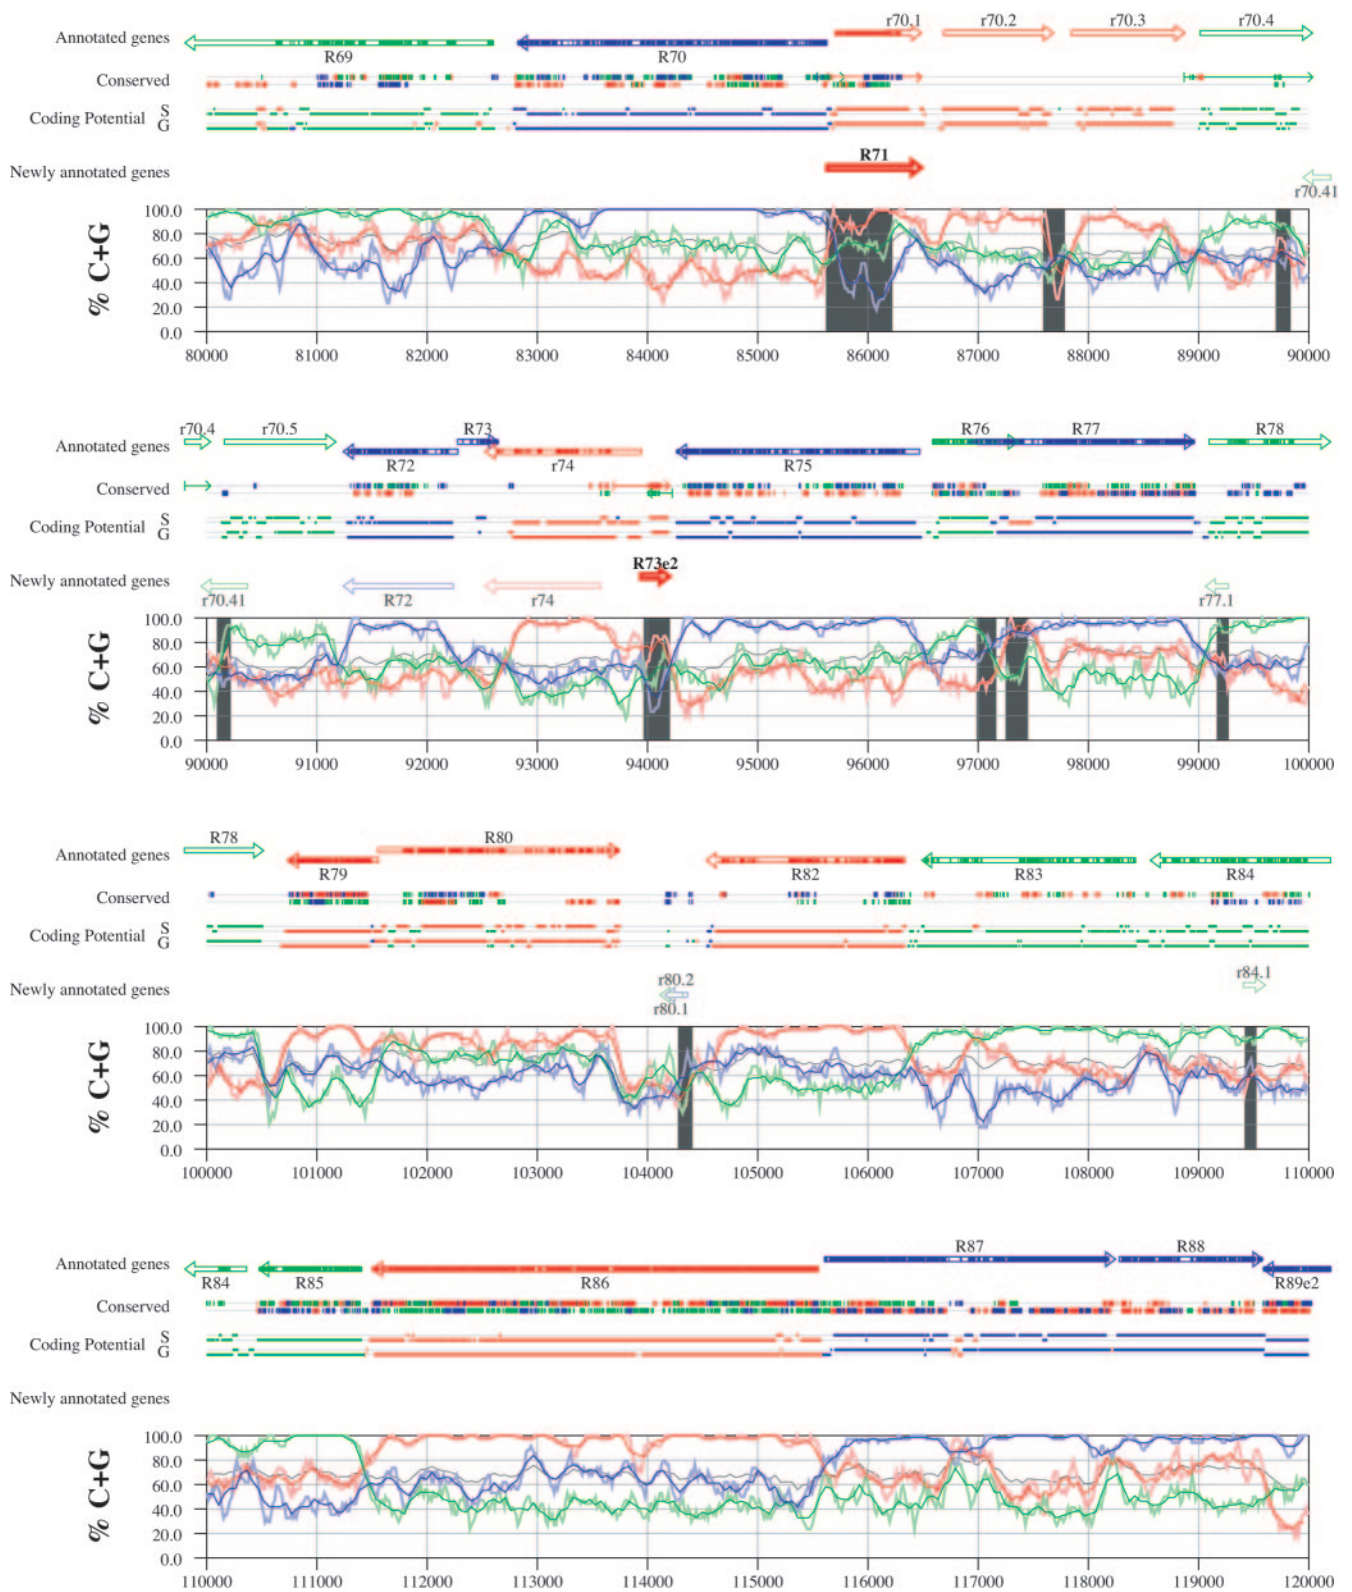 r70.1 r70.2 r70.3 r70.4
Annotated genes
R69 R70
Conserved
Coding Potential S
G
Newly annotated genes R71
r70.41
% C+G
100.0
80.0
60.0
40.0
20.0
0.0
80000 81000 82000 83000 84000 85000 86000 87000 88000 89000 90000
r70.4 r70.5 R73 R76 R77 R78
Annotated genes
R72 r74 R75
Conserved
Coding Potential S
G
R73e2
Newly annotated genes
r70.41 R72 r74 r77.1
% C+G
100.0
80.0
60.0
40.0
20.0
0.0
90000 91000 92000 93000 94000 95000 96000 97000 98000 99000 100000
R78 R80
Annotated genes
R79 R82 R83 R84
Conserved
Coding Potential S
G
r80.2 r84.1
Newly annotated genes
r80.1
% C+G
100.0
80.0
60.0
40.0
20.0
0.0
100000 101000 102000 103000 104000 105000 106000 107000 108000 109000 110000
R87 R88
Annotated genes
R84 R85 R86 R89e2
Conserved
Coding Potential S
G
Newly annotated genes
% C+G
100.0
80.0
60.0
40.0
20.0
0.0
110000 111000 112000 113000 114000 115000 116000 117000 118000 119000 120000